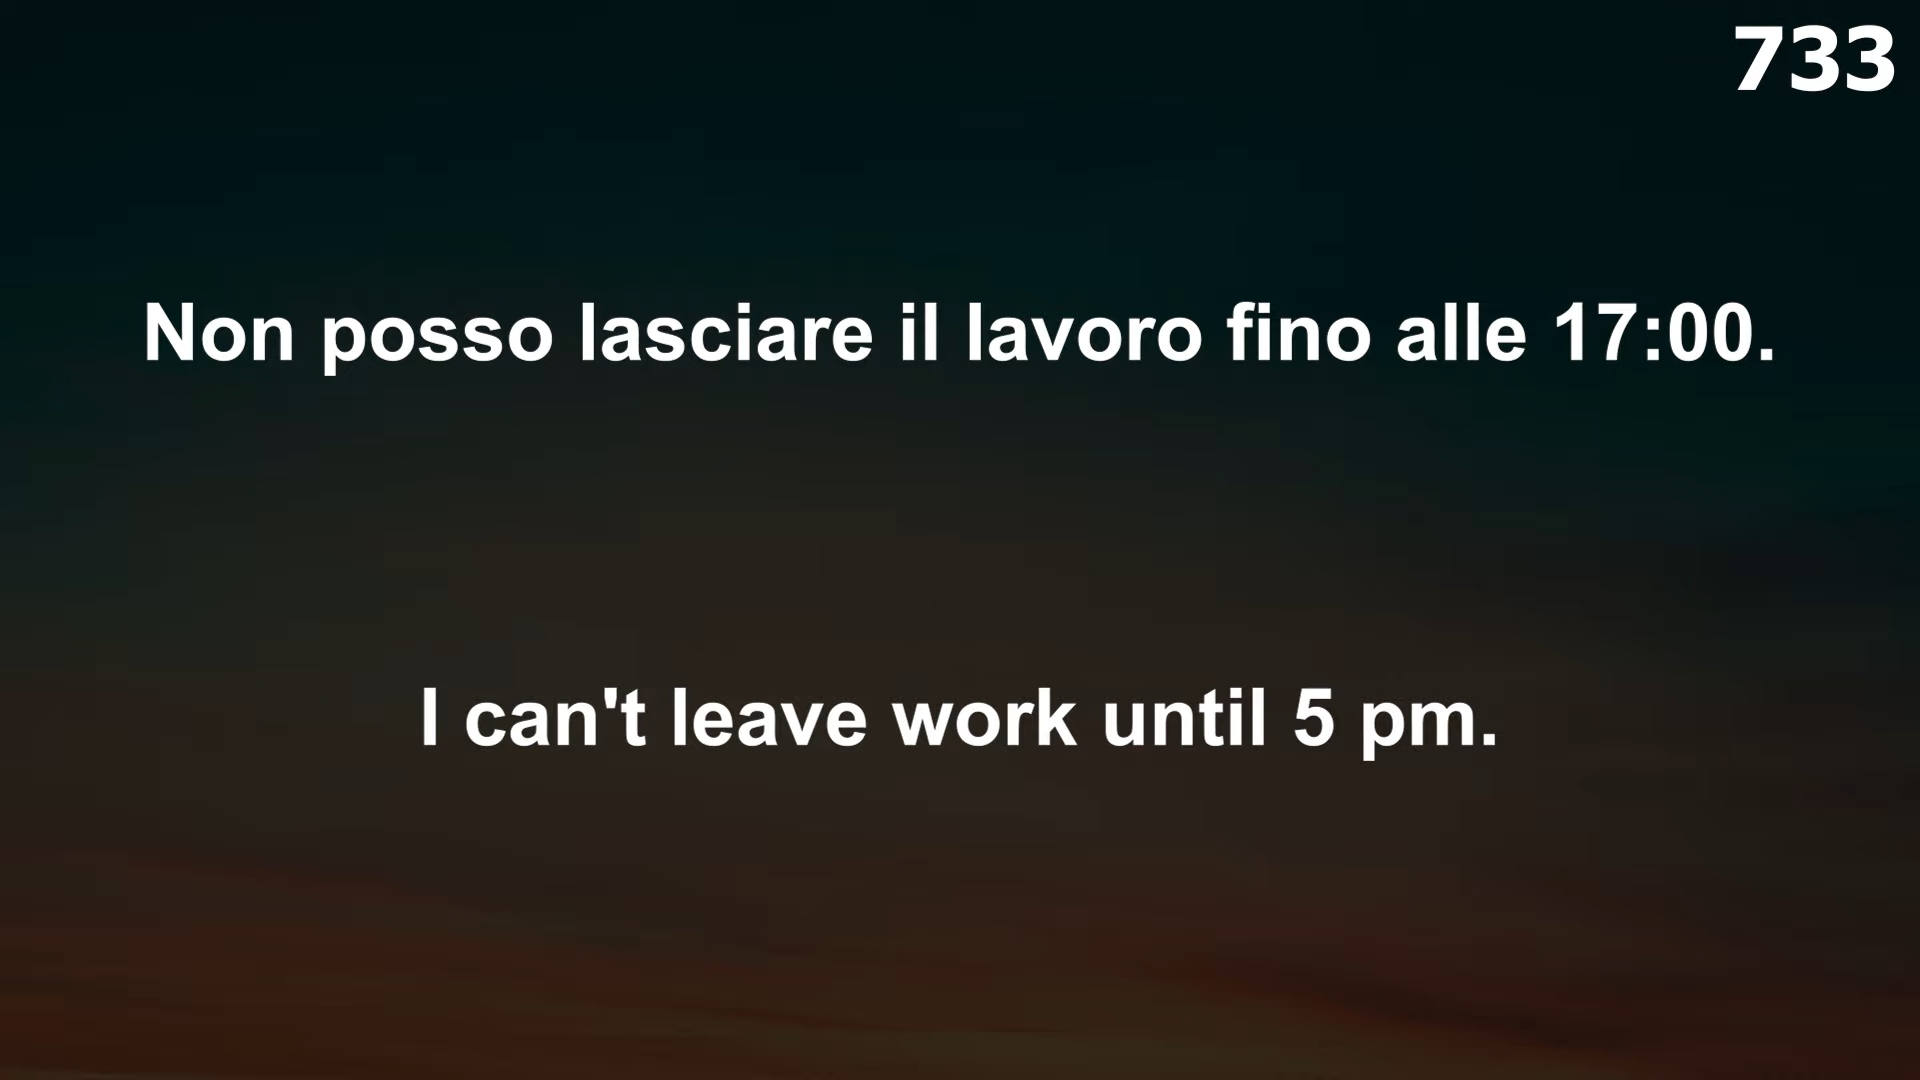 733
Non posso lasciare il lavoro fino alle 17:00.
I can't leave work until 5 pm.